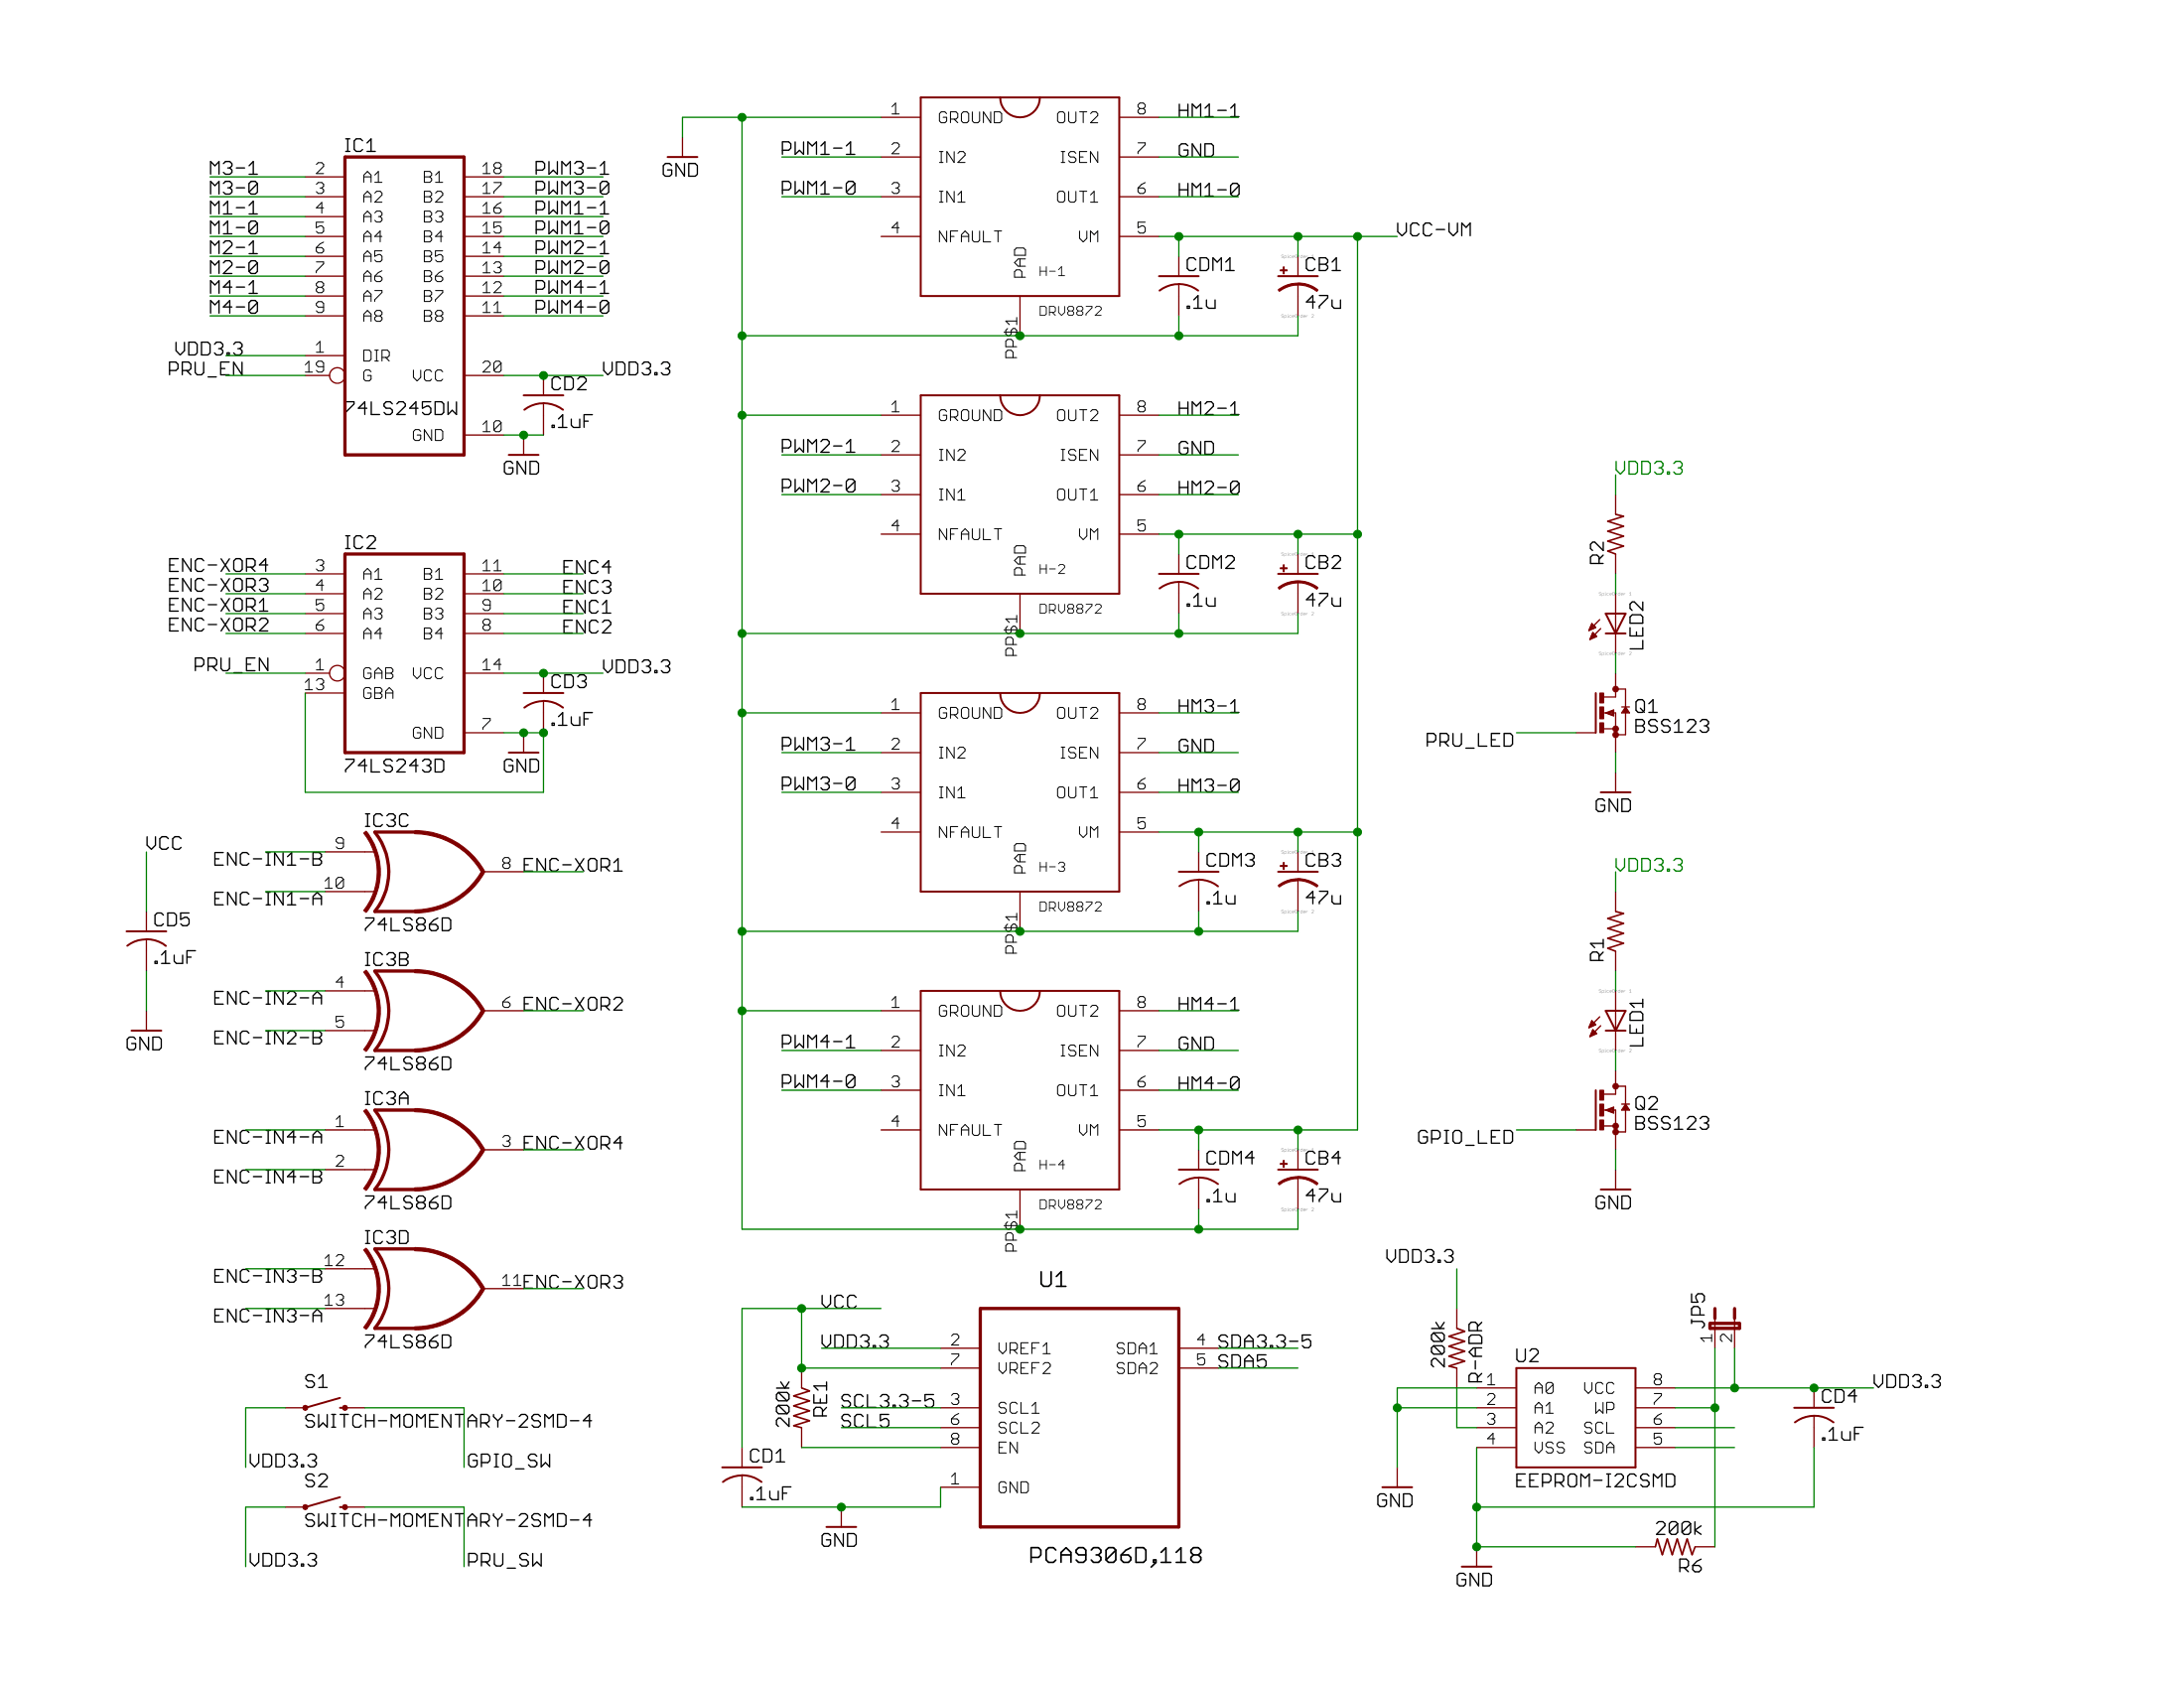 IC1
M3-1 2 A1 B1 18 PWM3-1
M3-0 3 A2 B2 17 PWM3-0
M1-1 4 A3 B3 16 PWM1-1
M1-0 5 A4 B4 15 PWM1-0
M2-1 6 A5 B5 14 PWM2-1
M2-0 7 A6 B6 13 PWM2-0
M4-1 8 A7 B7 12 PWM4-1
M4-0 9 A8 B8 11 PWM4-0
VDD3.3 1 DIR
PRU_EN 19 G VCC 20 VDD3.3
CD2
74LS245DW
.1uF
GND 10
GND
IC2
ENC-XOR4 3 A1 B1 11 ENC4
ENC-XOR3 4 A2 B2 10 ENC3
ENC-XOR1 5 A3 B3 9 ENC1
ENC-XOR2 6 A4 B4 8 ENC2
PRU_EN 1 GAB VCC 14 VDD3.3
13 GBA
CD3
.1uF
GND 7
74LS243D
GND
VCC
CD5
.1uF
GND
IC3C
ENC-IN1-B 9
8 ENC-XOR1
ENC-IN1-A 10
74LS86D
IC3B
ENC-IN2-A 4
6 ENC-XOR2
ENC-IN2-B 5
74LS86D
IC3A
ENC-IN4-A 1
3 ENC-XOR4
ENC-IN4-B 2
74LS86D
IC3D
ENC-IN3-B 12
11 ENC-XOR3
ENC-IN3-A 13
74LS86D
S1
SWITCH-MOMENTARY-2SMD-4
VDD3.3 GPIO_SW
S2
SWITCH-MOMENTARY-2SMD-4
VDD3.3 PRU_SW
GND
1 GROUND OUT2 8 HM1-1
PWM1-1 2 IN2 ISEN 7 GND
PWM1-0 3 IN1 OUT1 6 HM1-0
4 NFAULT VM 5 VCC-VM
PAD H-1
CDM1 CB1
.1u 47u
PP$1 DRV8872
1 GROUND OUT2 8 HM2-1
PWM2-1 2 IN2 ISEN 7 GND
PWM2-0 3 IN1 OUT1 6 HM2-0
4 NFAULT VM 5
PAD H-2
CDM2 CB2
.1u 47u
PP$1 DRV8872
1 GROUND OUT2 8 HM3-1
PWM3-1 2 IN2 ISEN 7 GND
PWM3-0 3 IN1 OUT1 6 HM3-0
4 NFAULT VM 5
PAD H-3
CDM3 CB3
.1u 47u
PP$1 DRV8872
1 GROUND OUT2 8 HM4-1
PWM4-1 2 IN2 ISEN 7 GND
PWM4-0 3 IN1 OUT1 6 HM4-0
4 NFAULT VM 5
PAD H-4
CDM4 CB4
.1u 47u
PP$1 DRV8872
U1
VCC
VDD3.3 2 VREF1 SDA1 4 SDA3.3-5
7 VREF2 SDA2 5 SDA5
200k RE1
SCL3.3-5 3 SCL1
SCL5 6 SCL2
8 EN
CD1
.1uF
1 GND
GND
PCA9306D,118
VDD3.3
R2
LED2
Q1
BSS123
PRU_LED
GND
VDD3.3
R1
LED1
Q2
BSS123
GPIO_LED
GND
VDD3.3
200k R-ADR
JP5
1 2
U2
1 A0 VCC 8 VDD3.3
2 A1 WP 7
3 A2 SCL 6
4 VSS SDA 5
CD4
.1uF
EEPROM-I2CSMD
GND
200k
R6
GND